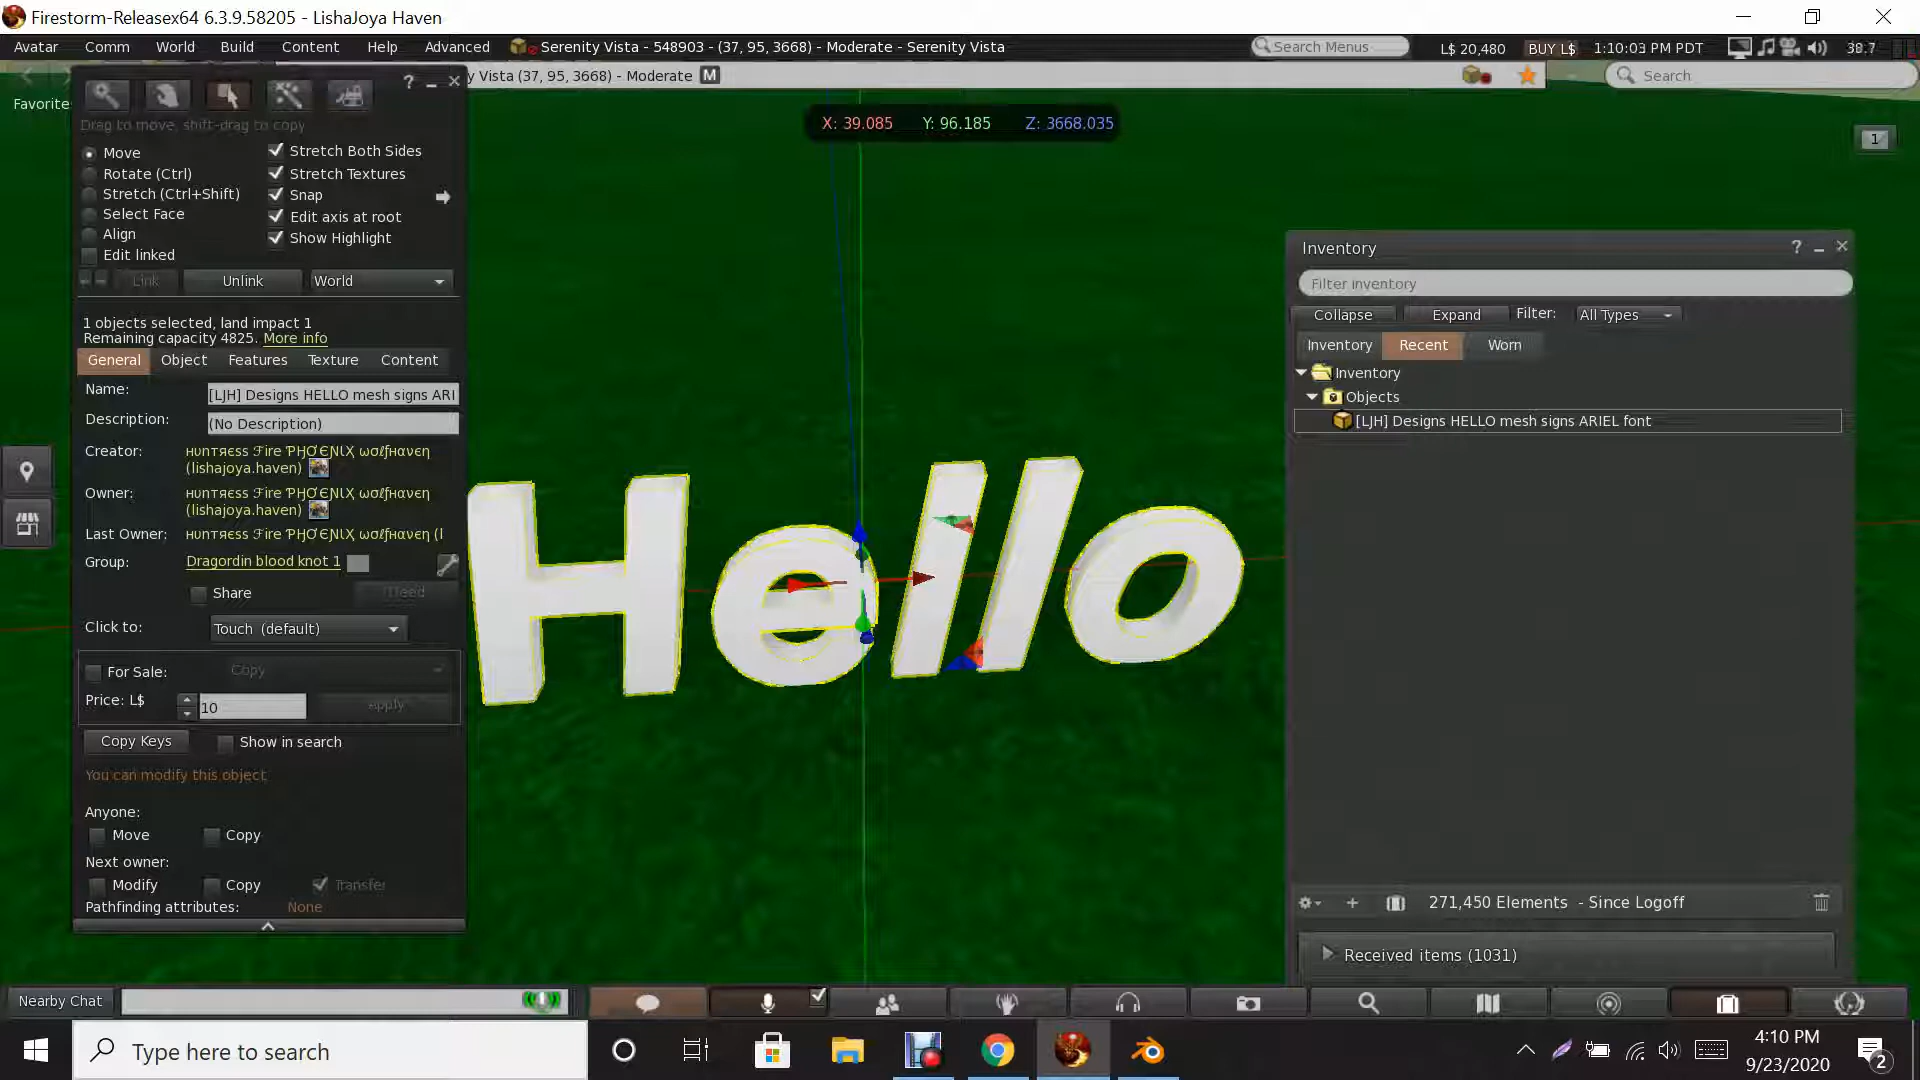 Firestorm-Releasex64 6.3.9.58205 - LishaJoya Haven
Avatar Comm World Build Content Help Advanced Serenity Vista - 548903 - (37, 95, 3668) - Moderate - Serenity Vista Search Menus L$ 20,480 BUY L$ 1:10:03 PM PDT 38.7
y Vista (37, 95, 3668) - Moderate M Search
Favorite
Drag to move, shift-drag to copy
X: 39.085 Y: 96.185 Z: 3668.035
1
Move Stretch Both Sides
Rotate (Ctrl) Stretch Textures
Stretch (Ctrl+Shift) Snap
Select Face Edit axis at root
Align Show Highlight
Edit linked
Link Unlink World
1 objects selected, land impact 1
Remaining capacity 4825. More info
General Object Features Texture Content
Name: [LJH] Designs HELLO mesh signs ARI
Description: (No Description)
Creator:
(lishajoya.haven)
Owner:
(lishajoya.haven)
Last Owner:
Group: Dragordin blood knot 1
Share Deed
Click to: Touch (default)
For Sale: Copy
Price: L$ 10 Apply
Copy Keys Show in search
You can modify this object
Anyone:
Move Copy
Next owner:
Modify Copy Transfer
Pathfinding attributes: None
Hello
Inventory
Filter inventory
Collapse Expand Filter: All Types
Inventory Recent Worn
Inventory
Objects
[LJH] Designs HELLO mesh signs ARIEL font
271,450 Elements - Since Logoff
Received items (1031)
Nearby Chat
Type here to search
4:10 PM
9/23/2020
2